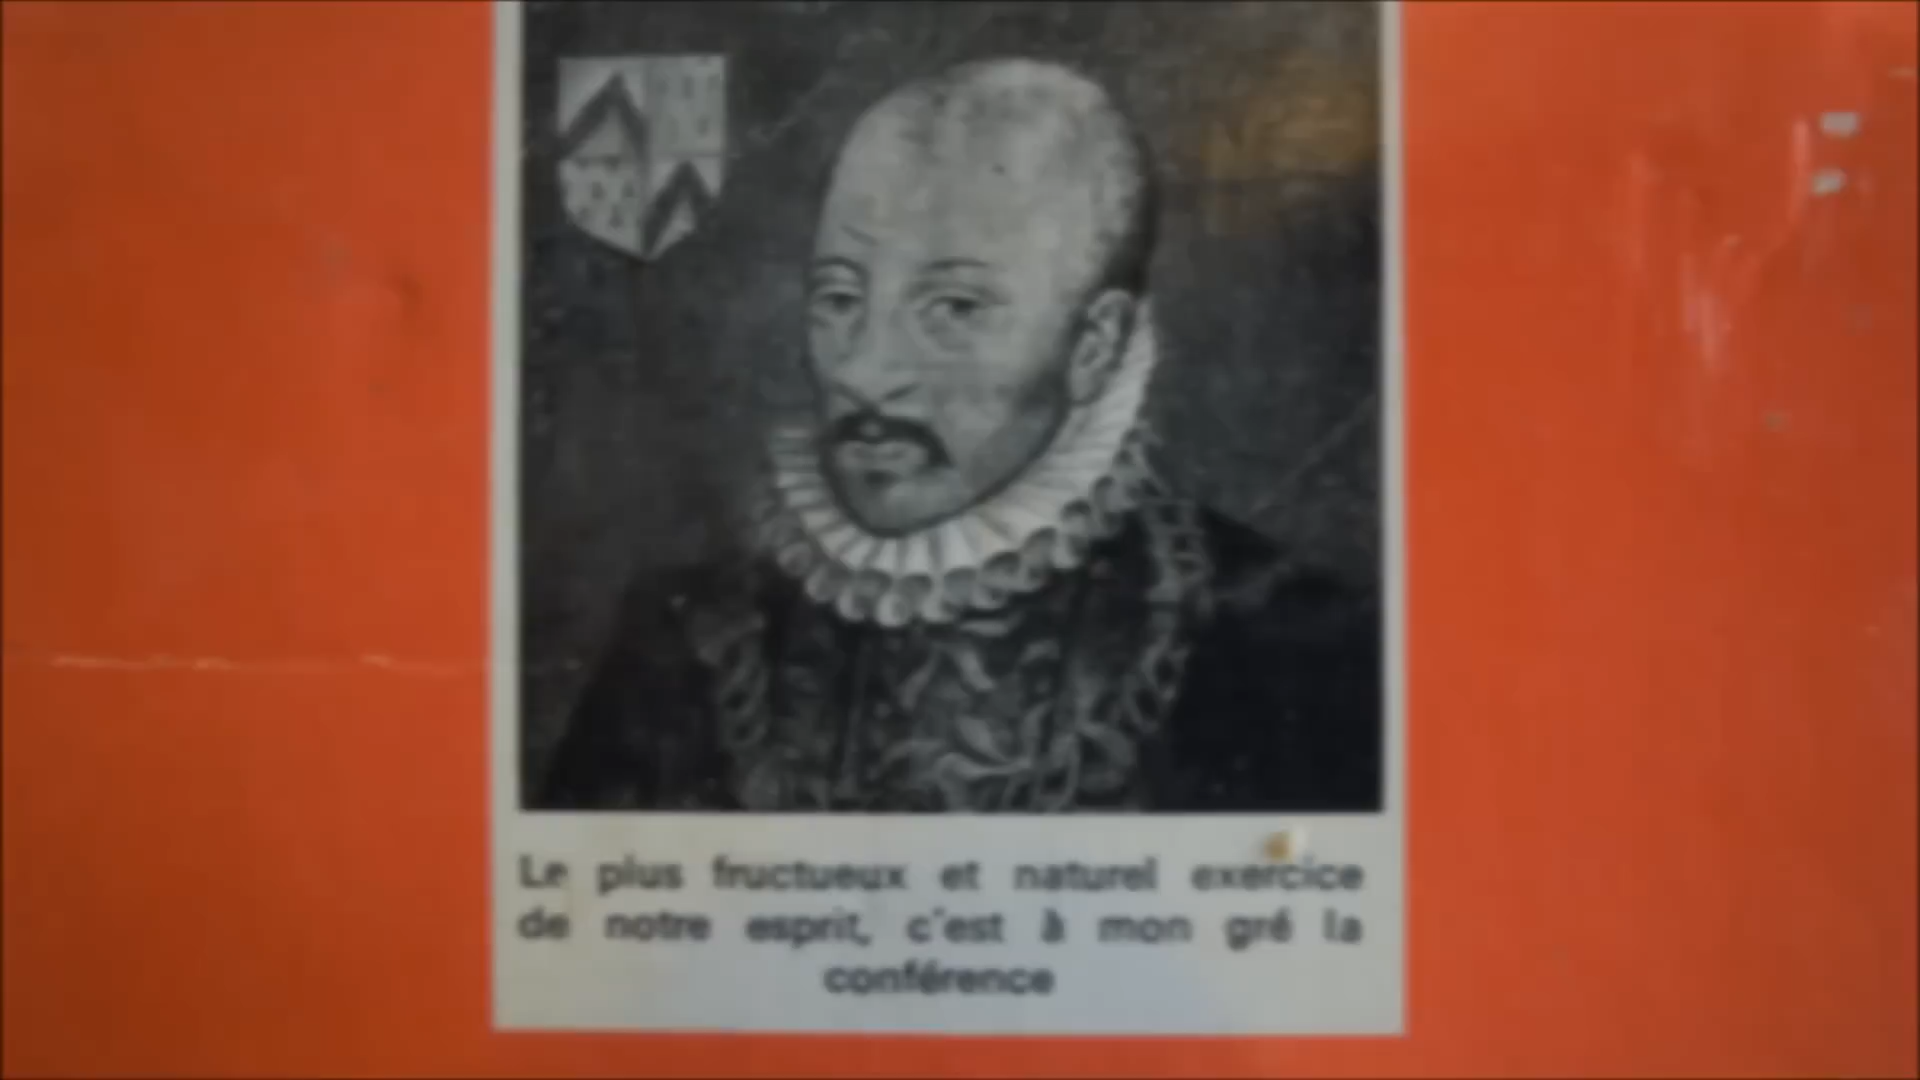 Le plus fructueux et naturel exercice
de notre esprit, c'est à mon gré la
conférence